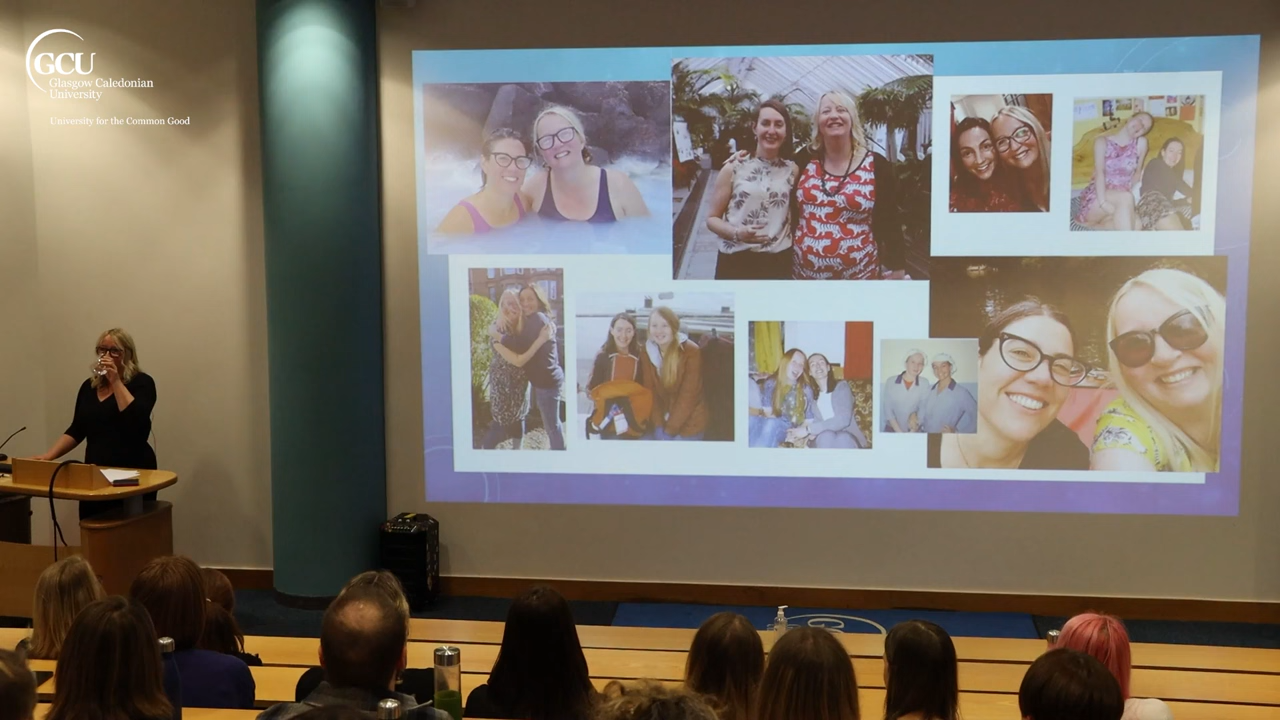 GCU
Glasgow Caledonian
University
University for the Common Good